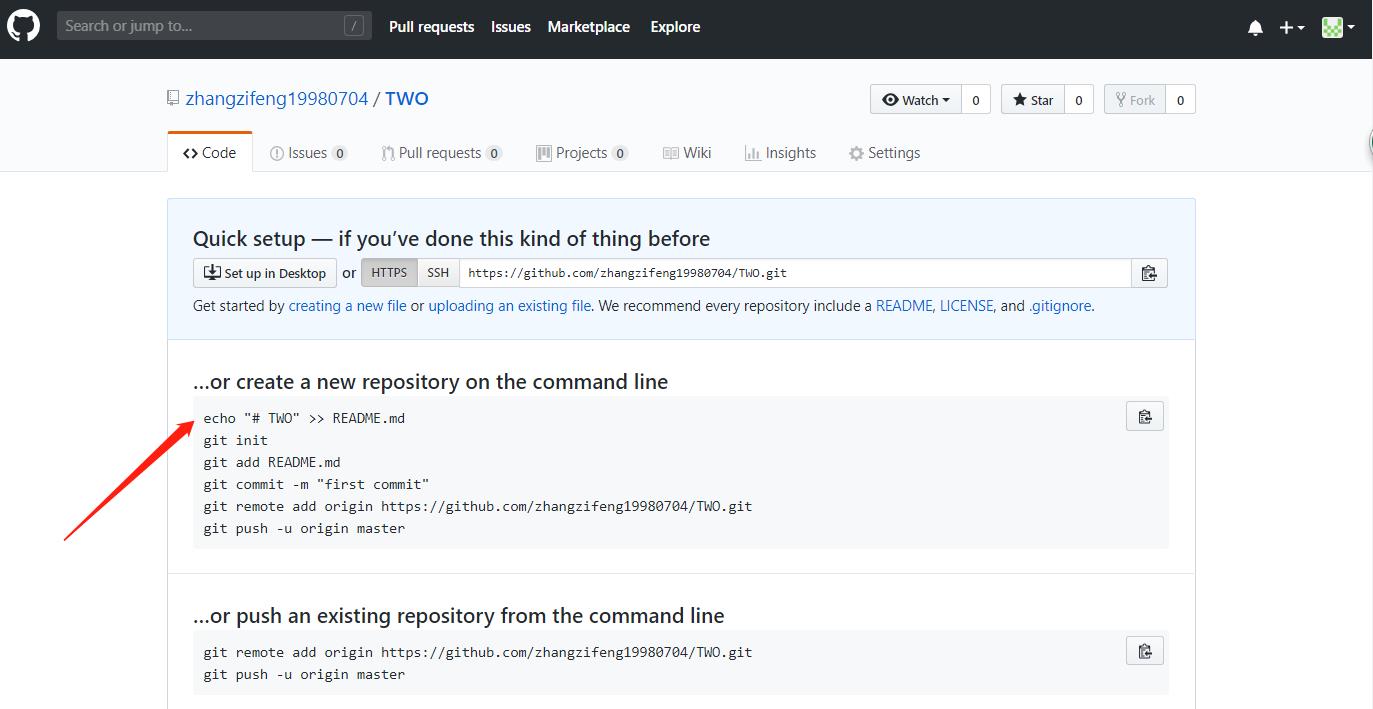 Search or jump to... / Pull requests Issues Marketplace Explore
zhangzifeng19980704 / TWO Watch 0 Star 0 Fork 0
Code Issues 0 Pull requests 0 Projects 0 Wiki Insights Settings
Quick setup — if you’ve done this kind of thing before
Set up in Desktop or HTTPS SSH https://github.com/zhangzifeng19980704/TWO.git
Get started by creating a new file or uploading an existing file. We recommend every repository include a README, LICENSE, and .gitignore.
…or create a new repository on the command line
echo "# TWO" >> README.md
git init
git add README.md
git commit -m "first commit"
git remote add origin https://github.com/zhangzifeng19980704/TWO.git
git push -u origin master
…or push an existing repository from the command line
git remote add origin https://github.com/zhangzifeng19980704/TWO.git
git push -u origin master